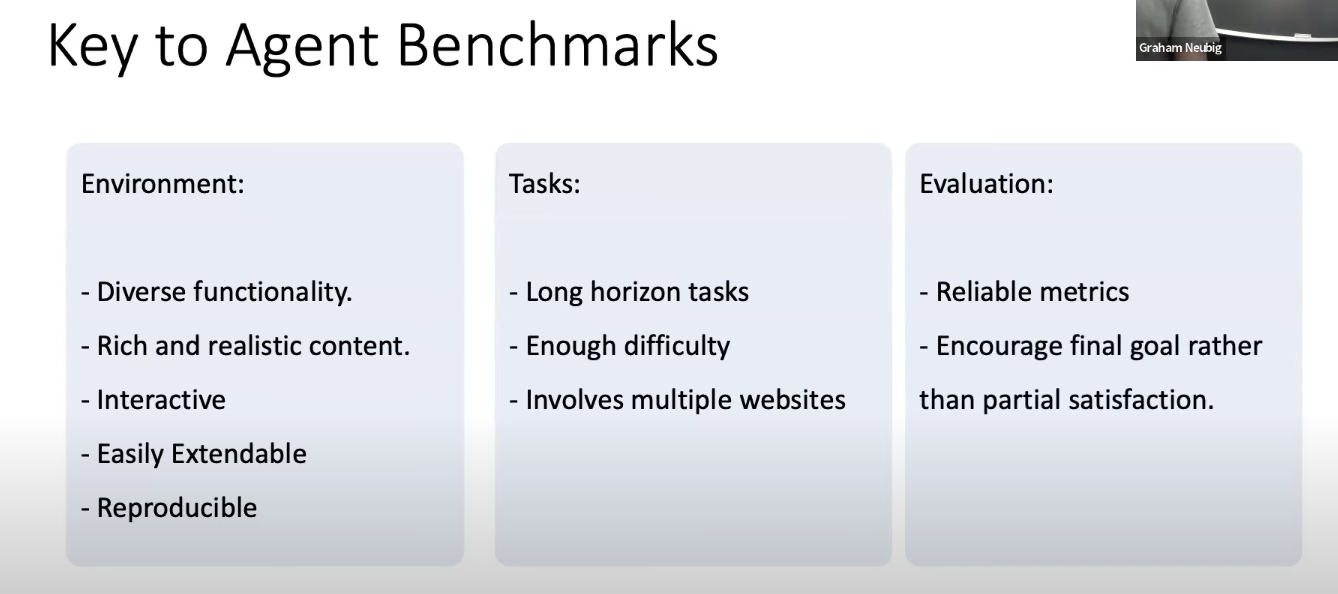 Key to Agent Benchmarks
Graham Neubig
Environment:
- Diverse functionality.
- Rich and realistic content.
- Interactive
- Easily Extendable
- Reproducible
Tasks:
- Long horizon tasks
- Enough difficulty
- Involves multiple websites
Evaluation:
- Reliable metrics
- Encourage final goal rather
than partial satisfaction.